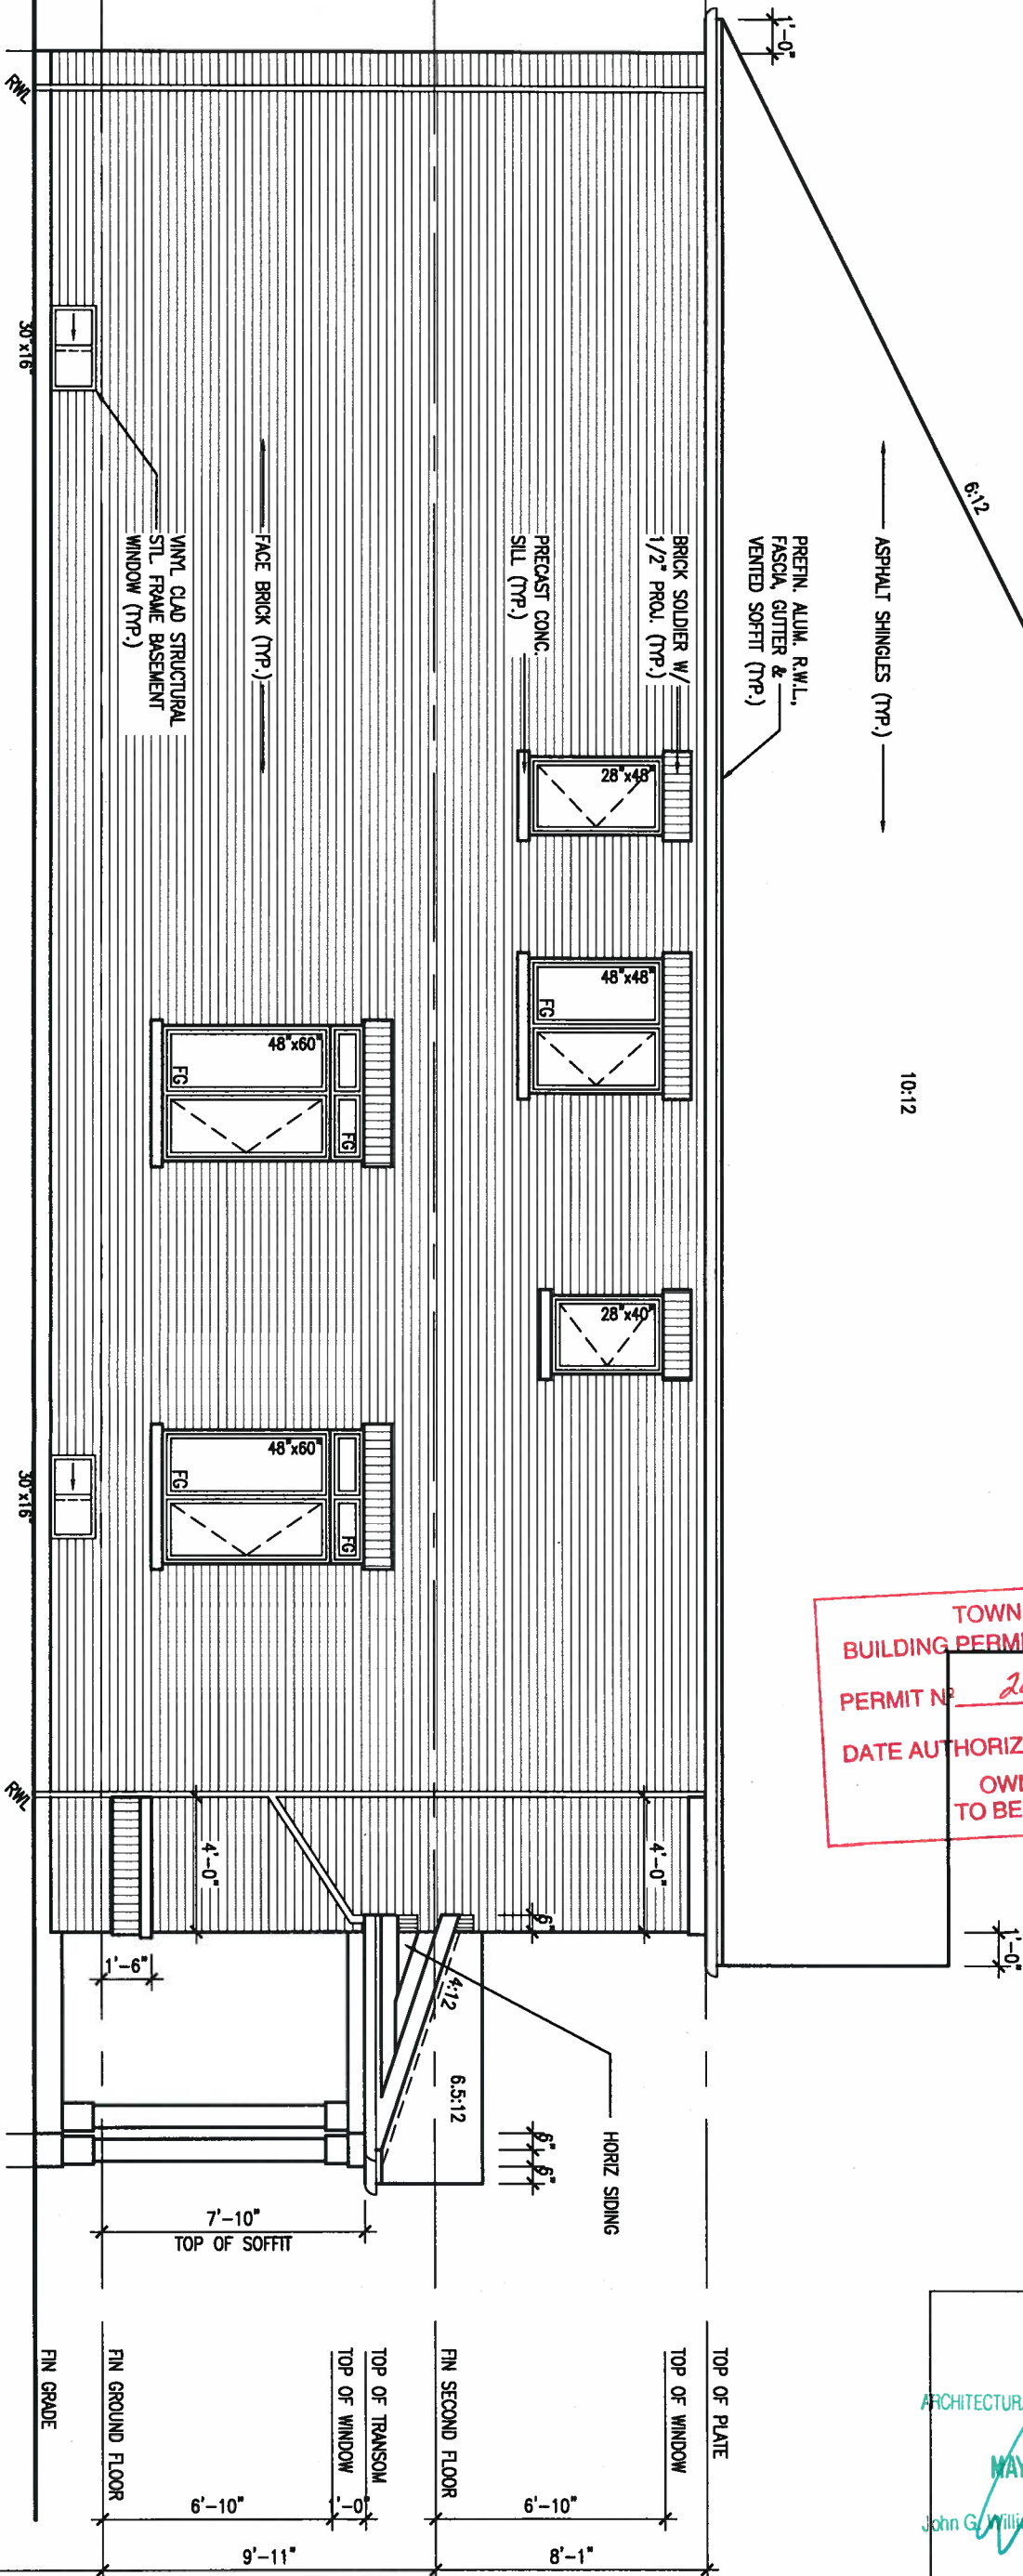 6:12
ASPHALT SHINGLES (TYP.)
10:12
1'-0"
PREFIN. ALUM. R.W.L.,
FASCIA, GUTTER &
VENTED SOFFIT (TYP.)
BRICK SOLDIER W/
1/2" PROJ. (TYP.)
PRECAST CONC.
SILL (TYP.)
FACE BRICK (TYP.)
VINYL CLAD STRUCTURAL
STL. FRAME BASEMENT
WINDOW (TYP.)
28"x48"
48"x48"
FG
28"x40"
48"x60"
FG
FG
48"x60"
FG
FG
30"x16"
30"x16"
RWL
RWL
4'-0"
4'-0"
6"
1'-0"
1'-6"
4:12
6.5:12
HORIZ SIDING
6"
6"
7'-10"
TOP OF SOFFIT
TOP OF PLATE
TOP OF WINDOW
FIN SECOND FLOOR
TOP OF TRANSOM
TOP OF WINDOW
FIN GROUND FLOOR
FIN GRADE
6'-10"
1'-0"
6'-10"
9'-11"
8'-1"
TOWN
BUILDING PERM
PERMIT Nº
DATE AUTHORIZ
OW
TO BE
ARCHITECTUR
MAY
John G. Willi